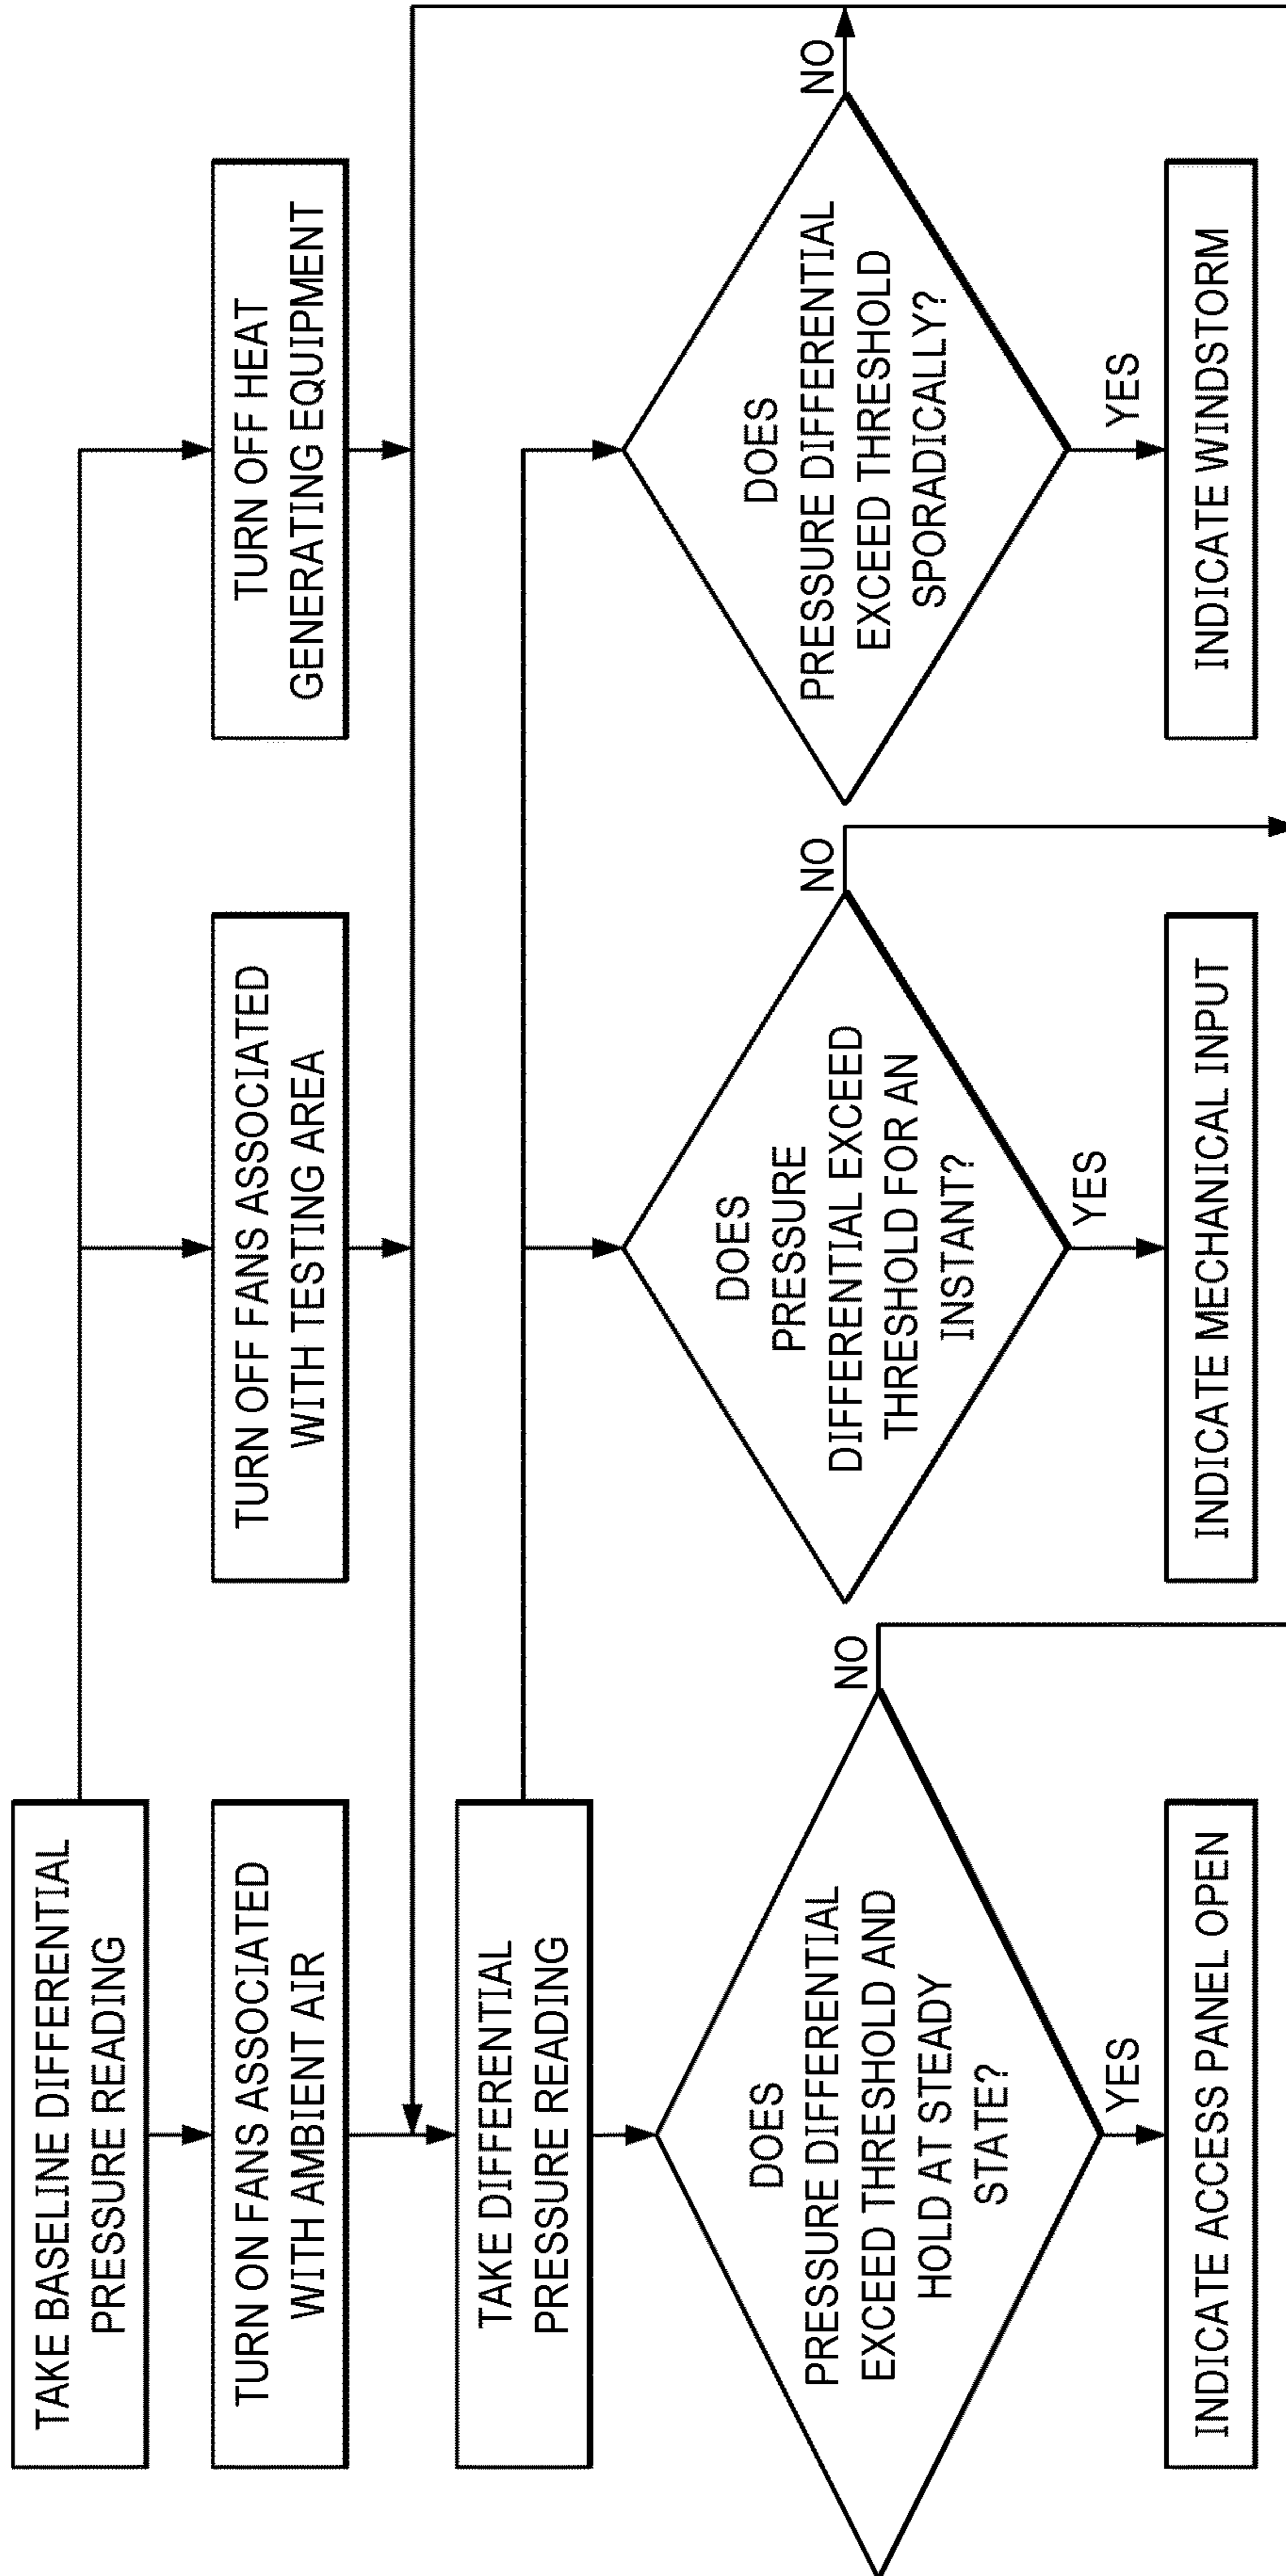 TAKE BASELINE DIFFERENTIAL
PRESSURE READING
TURN ON FANS ASSOCIATED
WITH AMBIENT AIR
TURN OFF FANS ASSOCIATED
WITH TESTING AREA
TURN OFF HEAT
GENERATING EQUIPMENT
TAKE DIFFERENTIAL
PRESSURE READING
DOES
PRESSURE DIFFERENTIAL
EXCEED THRESHOLD AND
HOLD AT STEADY
STATE?
NO
YES
INDICATE ACCESS PANEL OPEN
DOES
PRESSURE
DIFFERENTIAL EXCEED
THRESHOLD FOR AN
INSTANT?
NO
YES
INDICATE MECHANICAL INPUT
DOES
PRESSURE DIFFERENTIAL
EXCEED THRESHOLD
SPORADICALLY?
NO
YES
INDICATE WINDSTORM